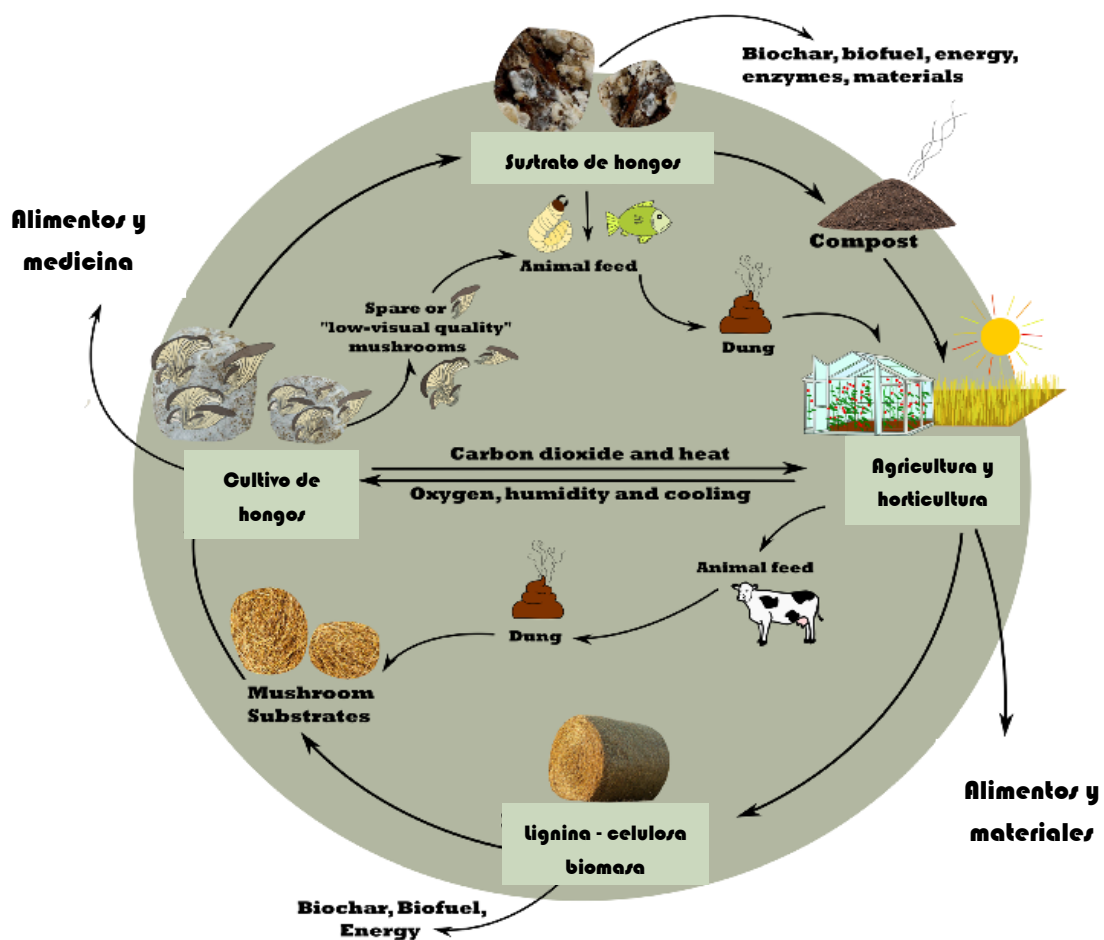 Biochar, biofuel, energy,
enzymes, materials
Sustrato de hongos
Alimentos y
medicina
Compost
Animal feed
Spare or
"low-visual quality"
mushrooms
Dung
Carbon dioxide and heat
Oxygen, humidity and cooling
Cultivo de
hongos
Agricultura y
horticultura
Animal feed
Dung
Mushroom
Substrates
Alimentos y
materiales
Lignina - celulosa
biomasa
Biochar, Biofuel,
Energy